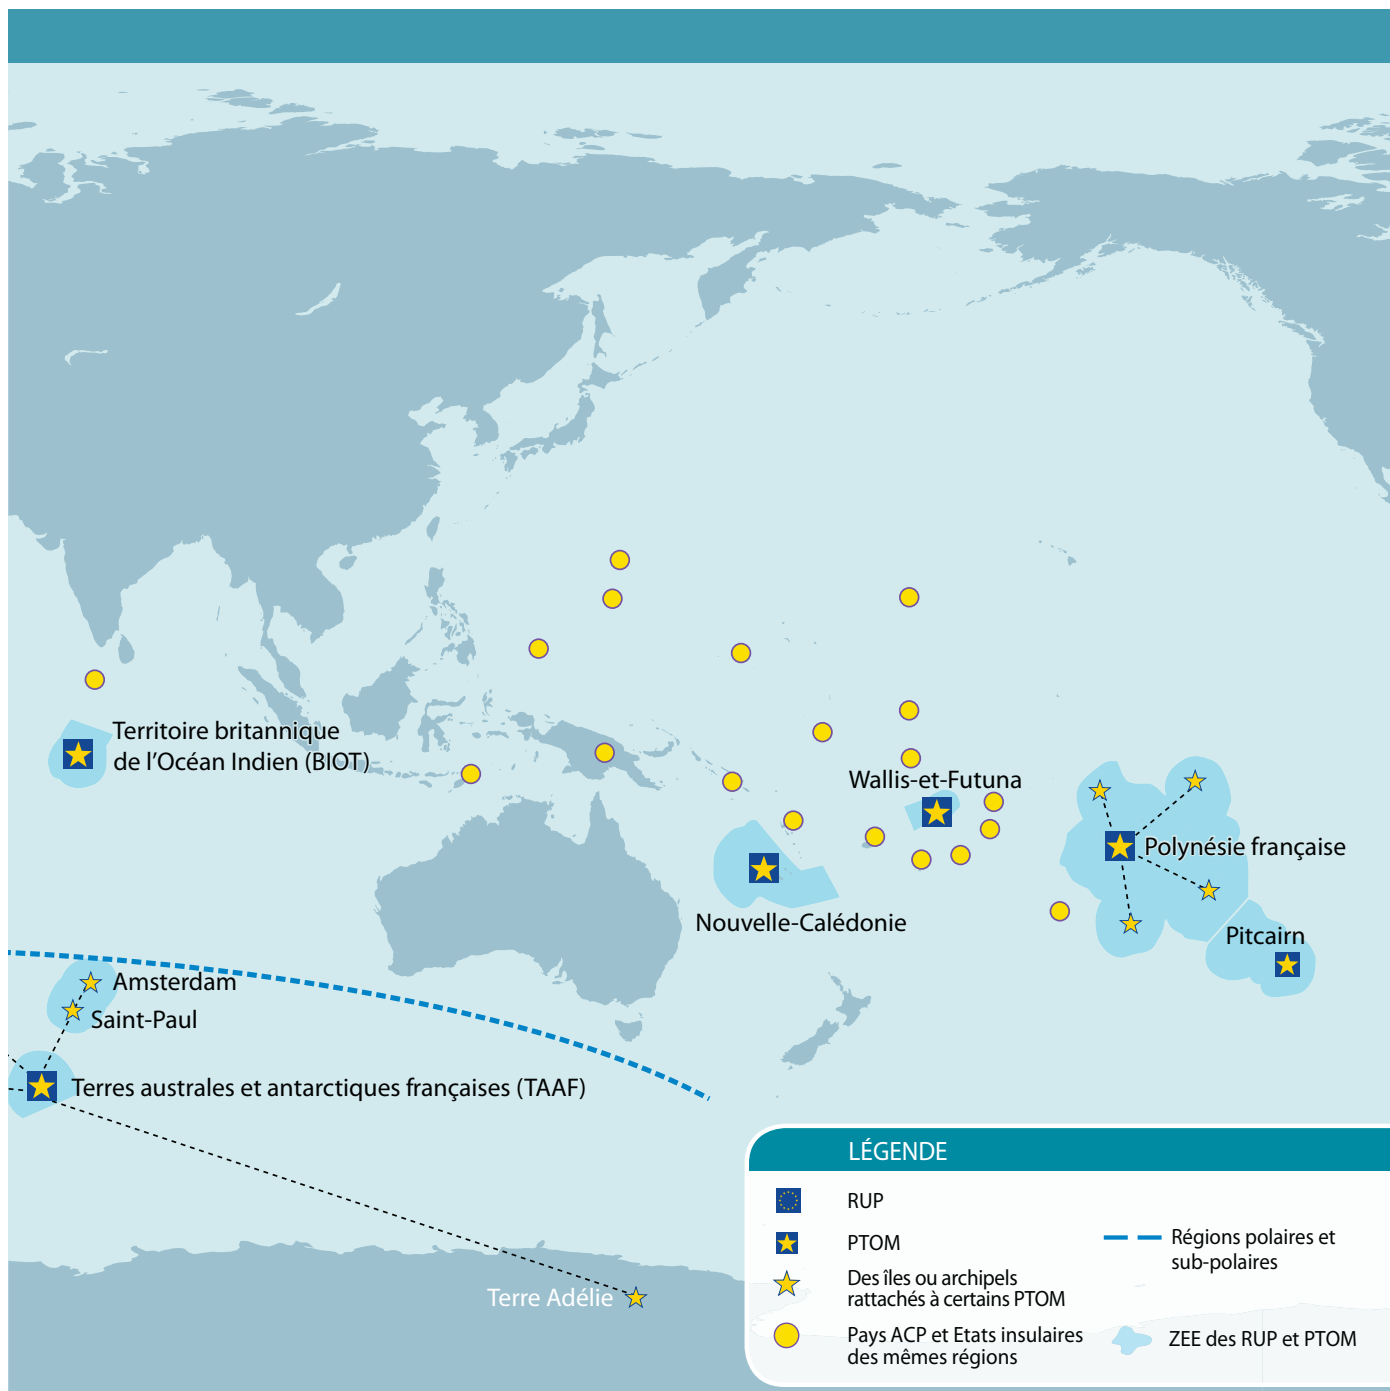 Territoire britannique
de l'Océan Indien (BIOT)
Wallis-et-Futuna
Polynésie française
Nouvelle-Calédonie
Pitcairn
Amsterdam
Saint-Paul
Terres australes et antarctiques françaises (TAAF)
Terre Adélie
LÉGENDE
RUP
PTOM
Des îles ou archipels
rattachés à certains PTOM
Pays ACP et Etats insulaires
des mêmes régions
Régions polaires et
sub-polaires
ZEE des RUP et PTOM